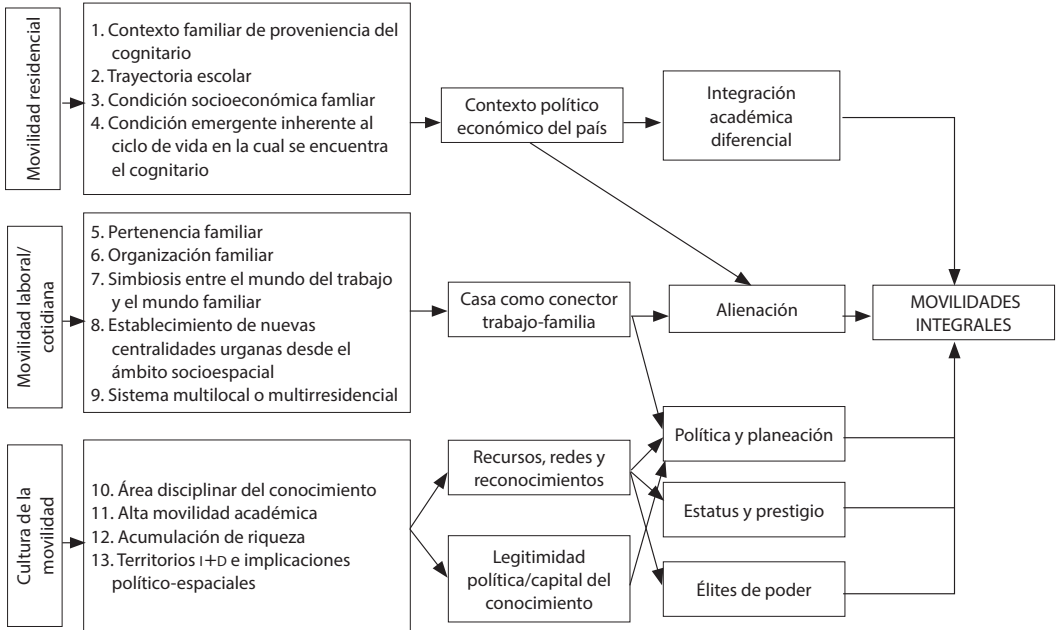 Movilidad residencial
1. Contexto familiar de proveniencia del
cognitario
2. Trayectoria escolar
3. Condición socioeconómica famliar
4. Condición emergente inherente al
ciclo de vida en la cual se encuentra
el cognitario
Contexto político
económico del país
Integración
académica
diferencial
Movilidad laboral/
cotidiana
5. Pertenencia familiar
6. Organización familiar
7. Simbiosis entre el mundo del trabajo
y el mundo familiar
8. Establecimiento de nuevas
centralidades urganas desde el
ámbito socioespacial
9. Sistema multilocal o multirresidencial
Casa como conector
trabajo-familia
Alienación
MOVILIDADES
INTEGRALES
Cultura de la
movilidad
10. Área disciplinar del conocimiento
11. Alta movilidad académica
12. Acumulación de riqueza
13. Territorios I+D e implicaciones
político-espaciales
Recursos, redes y
reconocimientos
Legitimidad
política/capital del
conocimiento
Política y planeación
Estatus y prestigio
Élites de poder